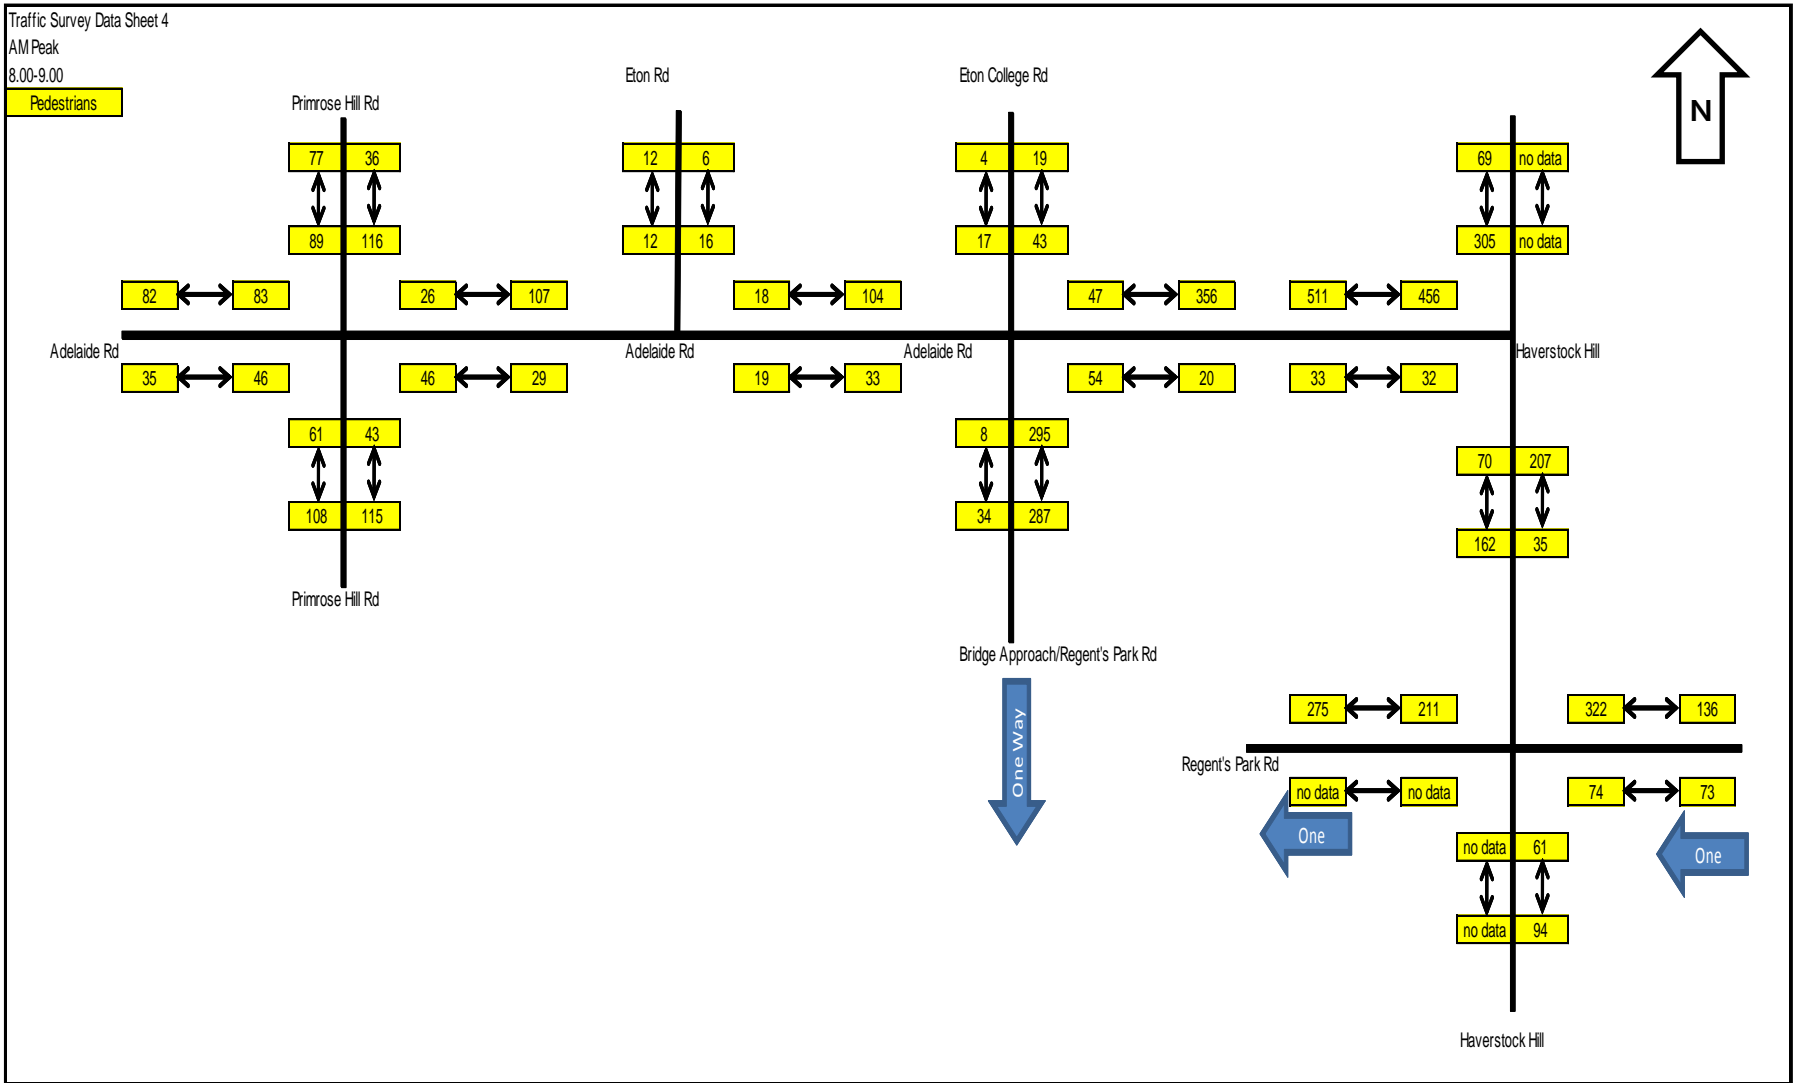 Traffic Survey Data Sheet 4
AM Peak
8.00-9.00
Pedestrians
Primrose Hill Rd
Eton Rd
Eton College Rd
N
77 36
12 6
4 19
69 no data
89 116
12 16
17 43
305 no data
82 83
26 107
18 104
47 356
511 456
Adelaide Rd
Adelaide Rd
Adelaide Rd
Haverstock Hill
35 46
46 29
19 33
54 20
33 32
61 43
8 295
70 207
108 115
34 287
162 35
Primrose Hill Rd
Bridge Approach/Regent's Park Rd
One Way
275 211
322 136
Regent's Park Rd
no data no data
74 73
One
no data 61
One
no data 94
Haverstock Hill